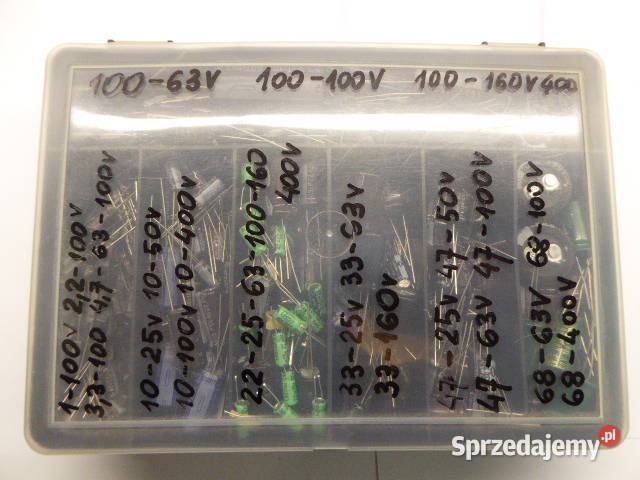 100-63V 100-100V 100-160V 400
1-100V 2,2-100V
3,3-100 4,7-63-100V
10-25V 10-50V
10-100V 10-400V
22-25-63-100-160
400V
33-25V 33-63V
33-160V
47-25V 47-50V
47-63V 47-100V
68-63V 68-100V
68-400V
Sprzedajemy.pl